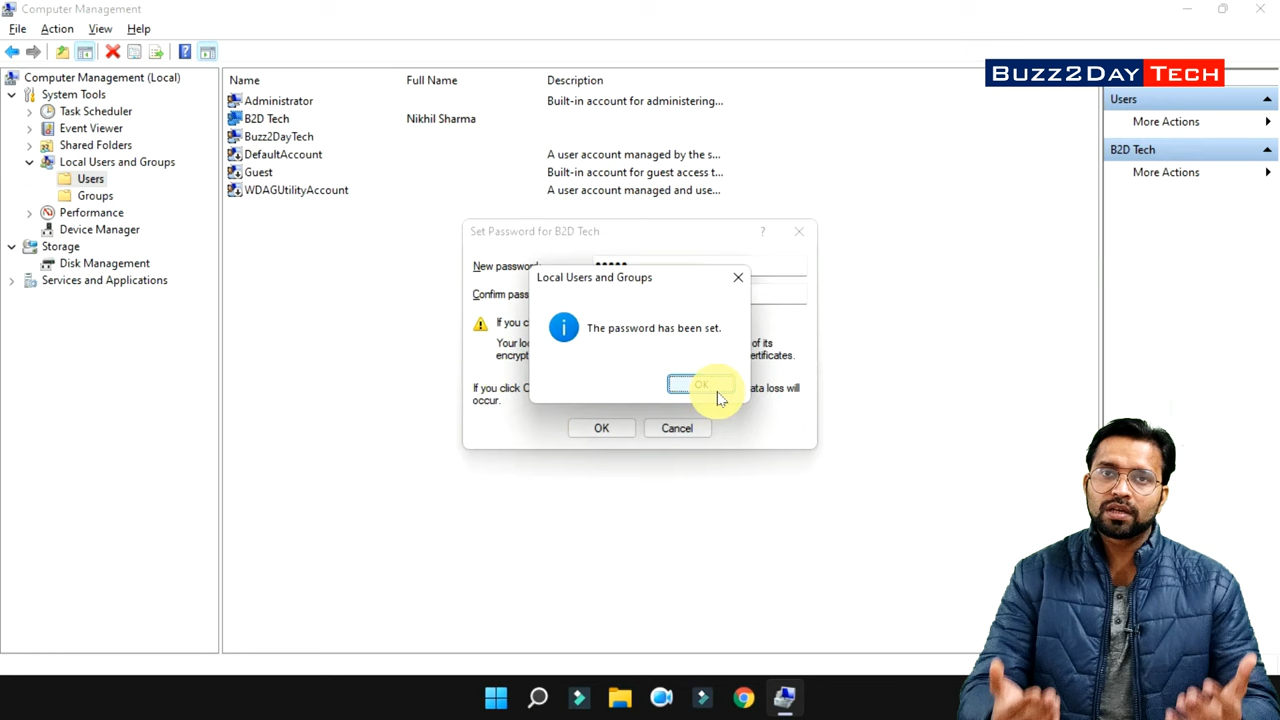 Computer Management
File Action View Help
Buzz2Day Tech
Computer Management (Local)
System Tools
Task Scheduler
Event Viewer
Shared Folders
Local Users and Groups
Users
Groups
Performance
Device Manager
Storage
Disk Management
Services and Applications
Name Full Name Description
Administrator Built-in account for administering...
B2D Tech Nikhil Sharma
Buzz2DayTech
DefaultAccount A user account managed by the s...
Guest Built-in account for guest access t...
WDAGUtilityAccount A user account managed and use...
Set Password for B2D Tech
New password:
Confirm pass
If you c
Your lo of its
encrypt ertificates.
If you click C ata loss will
occur.
OK Cancel
Local Users and Groups
The password has been set.
OK
Users
More Actions
B2D Tech
More Actions